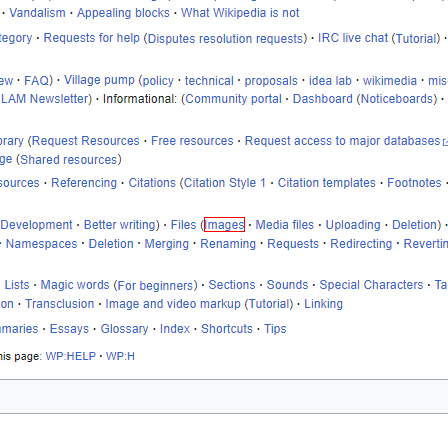 · Vandalism · Appealing blocks · What Wikipedia is not
tegory · Requests for help (Disputes resolution requests) · IRC live chat (Tutorial) ·
ew · FAQ) · Village pump (policy · technical · proposals · idea lab · wikimedia · mis
LAM Newsletter) · Informational: (Community portal · Dashboard (Noticeboards) ·
orary (Request Resources · Free resources · Request access to major databases
ge (Shared resources)
sources · Referencing · Citations (Citation Style 1 · Citation templates · Footnotes ·
Development · Better writing) · Files (Images · Media files · Uploading · Deletion) ·
· Namespaces · Deletion · Merging · Renaming · Requests · Redirecting · Revertin
Lists · Magic words (For beginners) · Sections · Sounds · Special Characters · Ta
on · Transclusion · Image and video markup (Tutorial) · Linking
maries · Essays · Glossary · Index · Shortcuts · Tips
his page: WP:HELP · WP:H